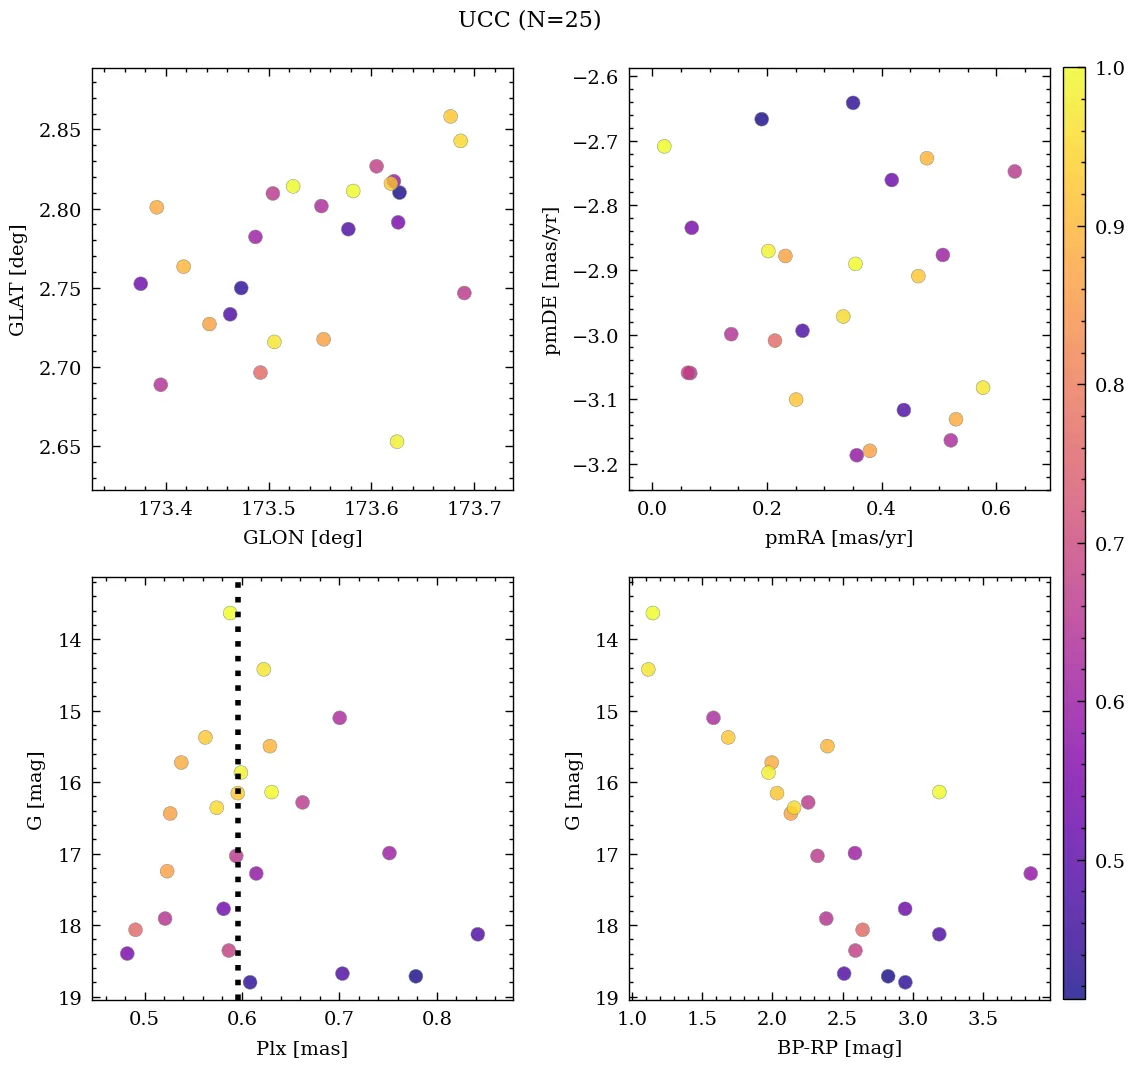 UCC (N=25)
2.85
2.80
2.75
2.70
2.65
GLAT [deg]
173.4 173.5 173.6 173.7
GLON [deg]
−2.6
−2.7
−2.8
−2.9
−3.0
−3.1
−3.2
pmDE [mas/yr]
0.0 0.2 0.4 0.6
pmRA [mas/yr]
14
15
16
17
18
19
G [mag]
0.5 0.6 0.7 0.8
Plx [mas]
14
15
16
17
18
19
G [mag]
1.0 1.5 2.0 2.5 3.0 3.5
BP-RP [mag]
1.0
0.9
0.8
0.7
0.6
0.5